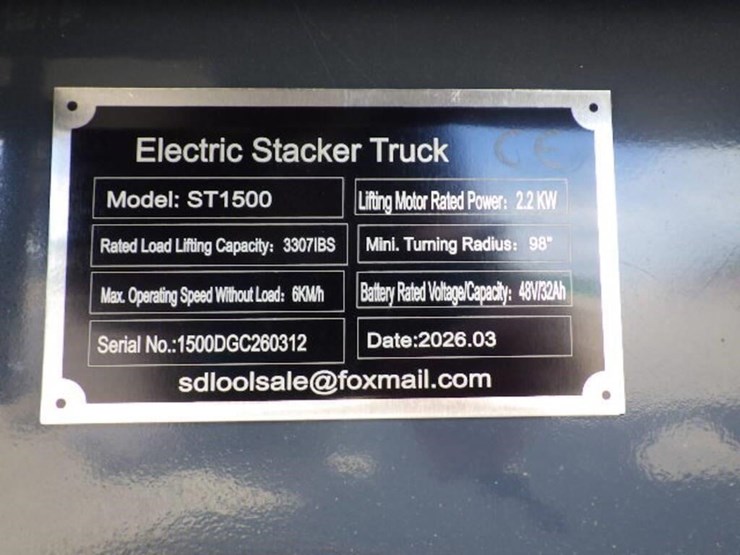 Electric Stacker Truck CE
Model: ST1500
Lifting Motor Rated Power: 2.2 KW
Rated Load Lifting Capacity: 3307IBS
Mini. Turning Radius: 98"
Max. Operating Speed Without Load: 6KM/h
Battery Rated Voltage/Capacity: 48V/32Ah
Serial No.:1500DGC260312
Date:2026.03
sdloolsale@foxmail.com